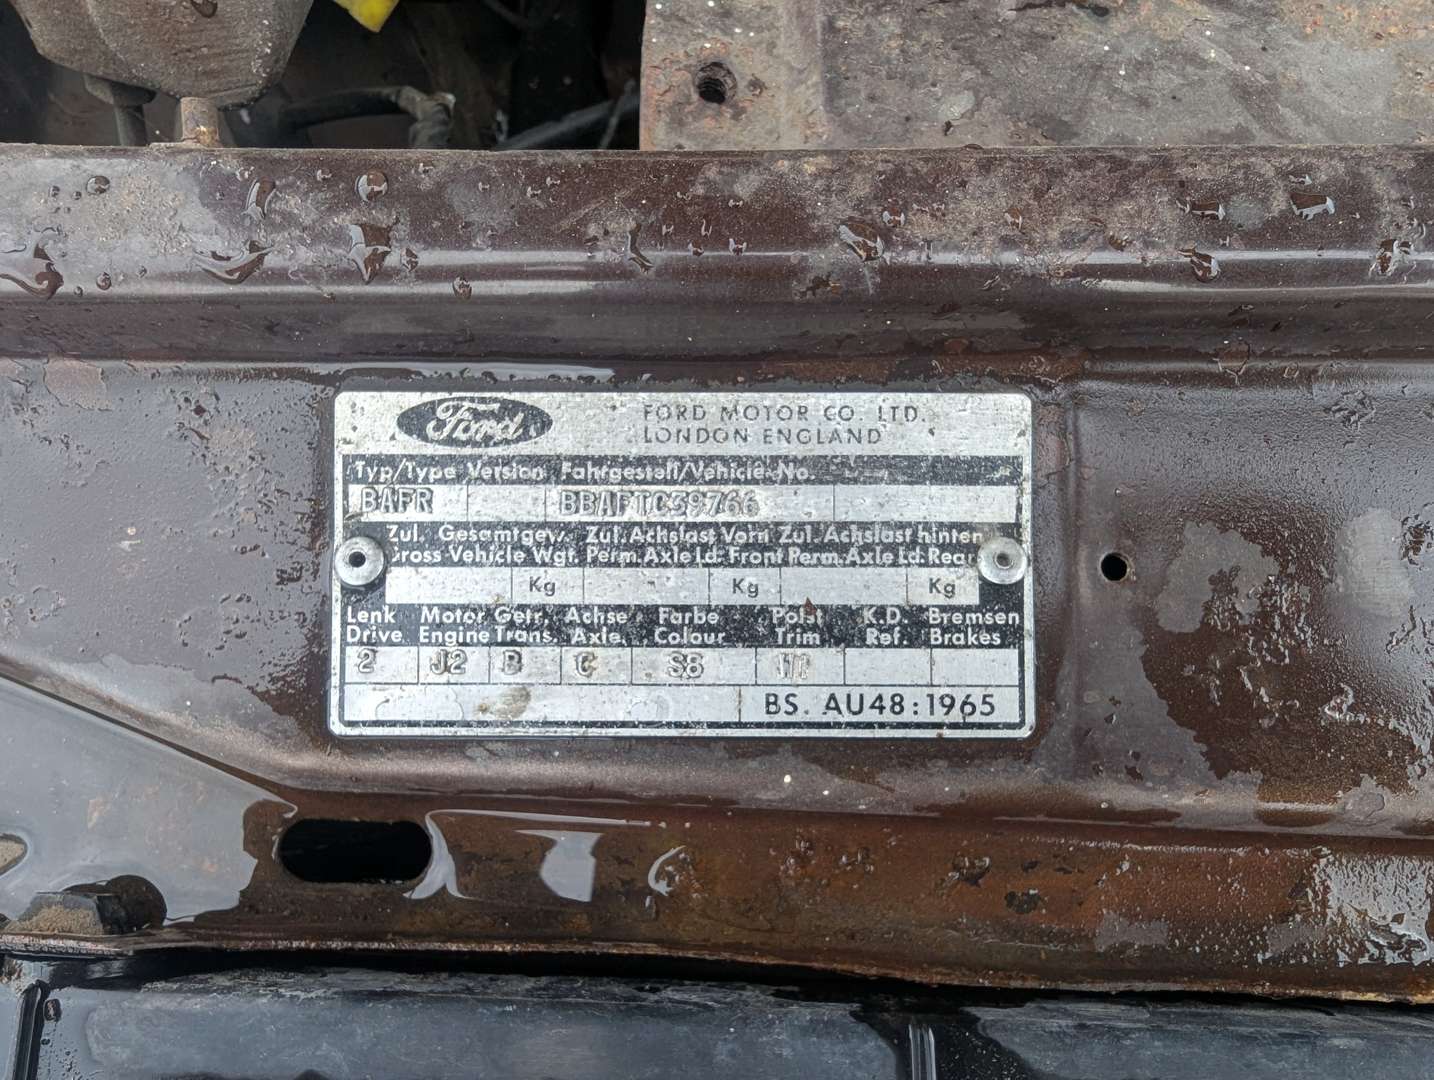 Ford
FORD MOTOR CO. LTD.
LONDON ENGLAND
Typ/Type Version Fahrgestell/Vehicle No.
BAFR BBAFTC39766
Zul. Gesamtgew. Zul. Achslast Vorn Zul. Achslast hinten
Gross Vehicle Wgt. Perm. Axle Ld. Front Perm. Axle Ld. Rear
Kg Kg Kg
Lenk Motor Getr. Achse Farbe Polst K.D. Bremsen
Drive Engine Trans. Axle. Colour Trim Ref. Brakes
2 J2 B C S8
BS. AU48:1965